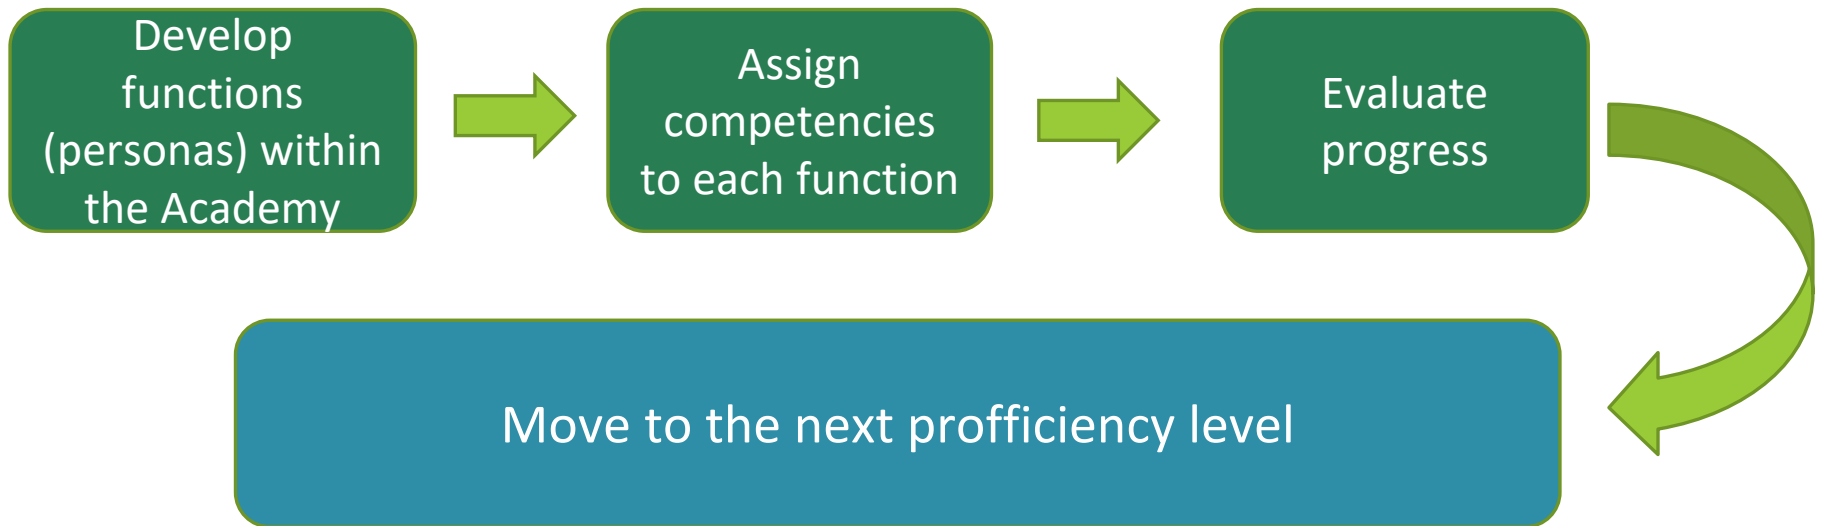 Develop
functions
(personas) within
the Academy
Assign
competencies
to each function
Evaluate
progress
Move to the next profficiency level